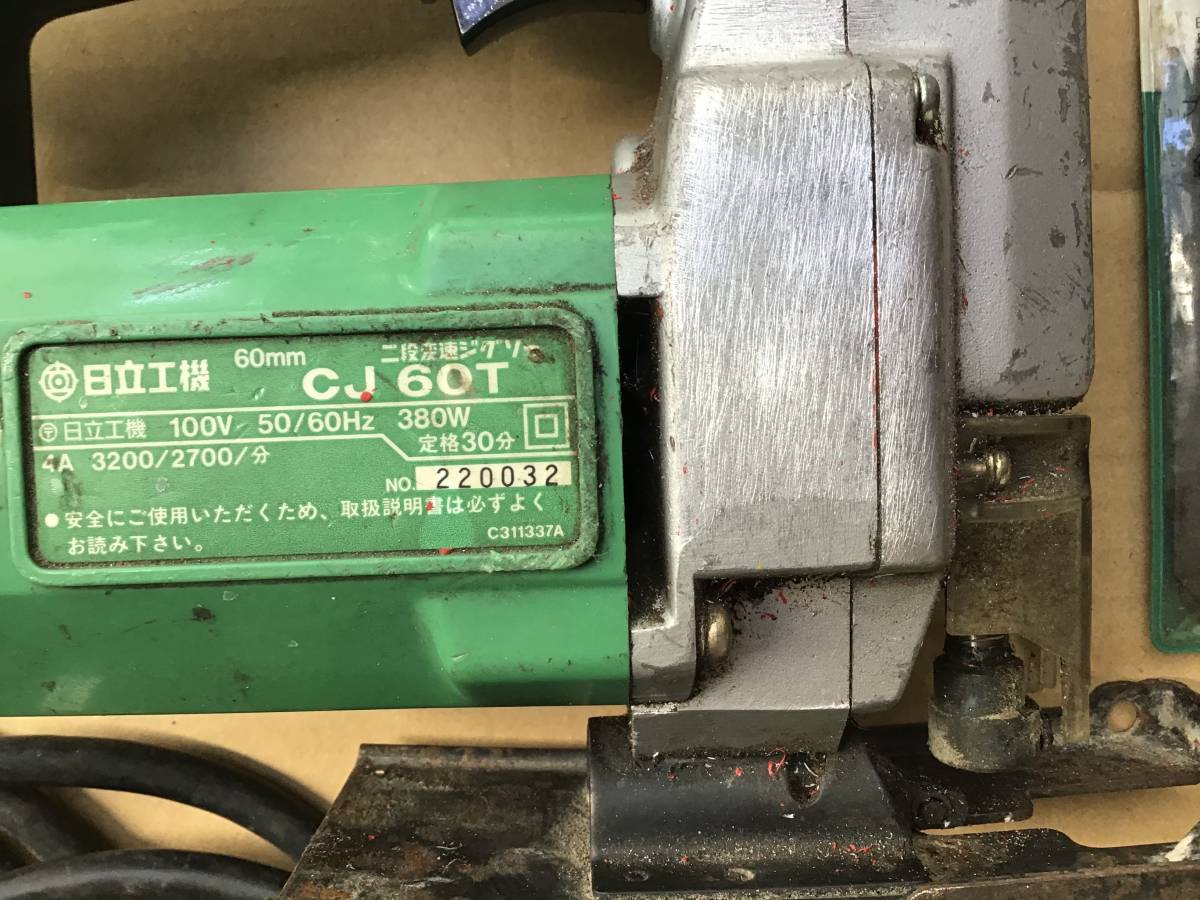 二段変速ジグソー
日立工機 60mm CJ 60T
〒 日立工機 100V 50/60Hz 380W
定格30分
4A 3200/2700/分
NO. 220032
●安全にご使用いただくため、取扱説明書は必ずよく
お読み下さい。
C311337A